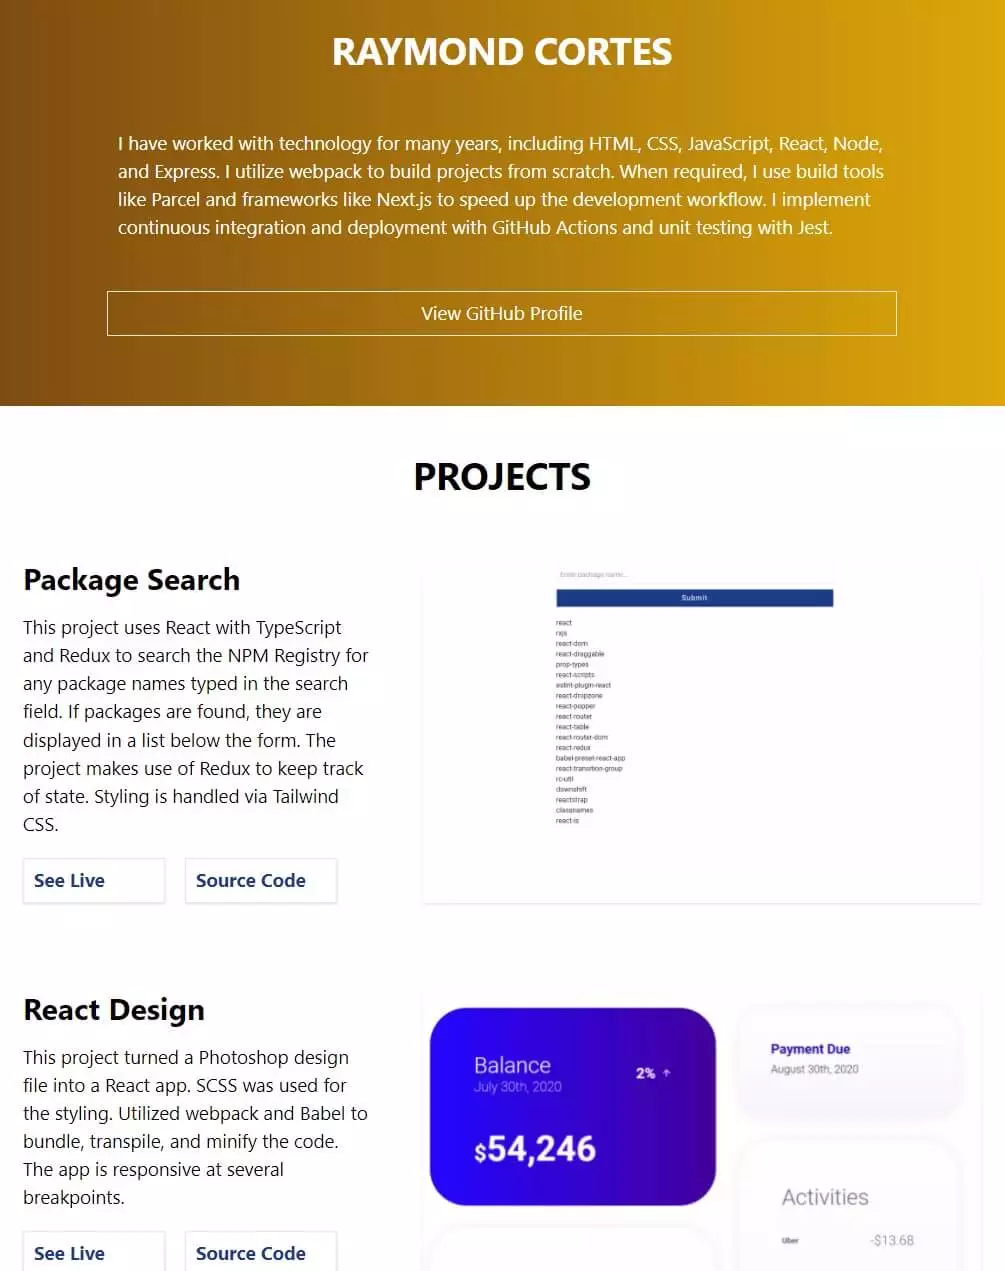 RAYMOND CORTES
I have worked with technology for many years, including HTML, CSS, JavaScript, React, Node,
and Express. I utilize webpack to build projects from scratch. When required, I use build tools
like Parcel and frameworks like Next.js to speed up the development workflow. I implement
continuous integration and deployment with GitHub Actions and unit testing with Jest.
View GitHub Profile
PROJECTS
Package Search
This project uses React with TypeScript
and Redux to search the NPM Registry for
any package names typed in the search
field. If packages are found, they are
displayed in a list below the form. The
project makes use of Redux to keep track
of state. Styling is handled via Tailwind
CSS.
See Live
Source Code
Enter package name...
Submit
react
rxjs
react-dom
react-draggable
prop-types
react-scripts
eslint-plugin-react
react-dropzone
react-popper
react-router
react-table
react-router-dom
react-redux
babel-preset-react-app
react-transition-group
rc-util
downshift
reactstrap
classnames
react-is
React Design
This project turned a Photoshop design
file into a React app. SCSS was used for
the styling. Utilized webpack and Babel to
bundle, transpile, and minify the code.
The app is responsive at several
breakpoints.
See Live
Source Code
Balance
July 30th, 2020
2% ↑
$54,246
Payment Due
August 30th, 2020
Activities
Uber
-$13.68